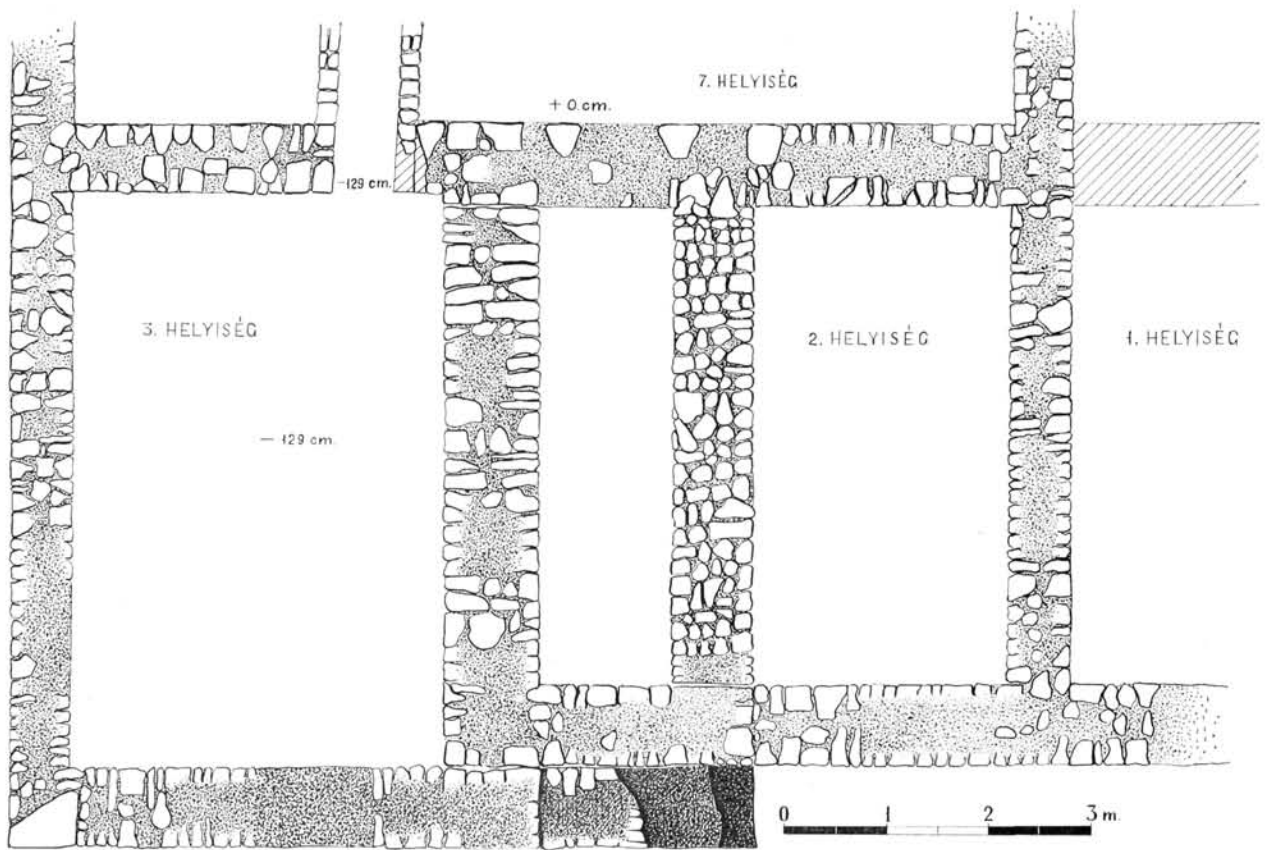 7. HELYISÉG
+ 0 cm.
-129 cm.
3. HELYISÉG
2. HELYISÉG
1. HELYISÉG
- 129 cm.
0 1 2 3 m.